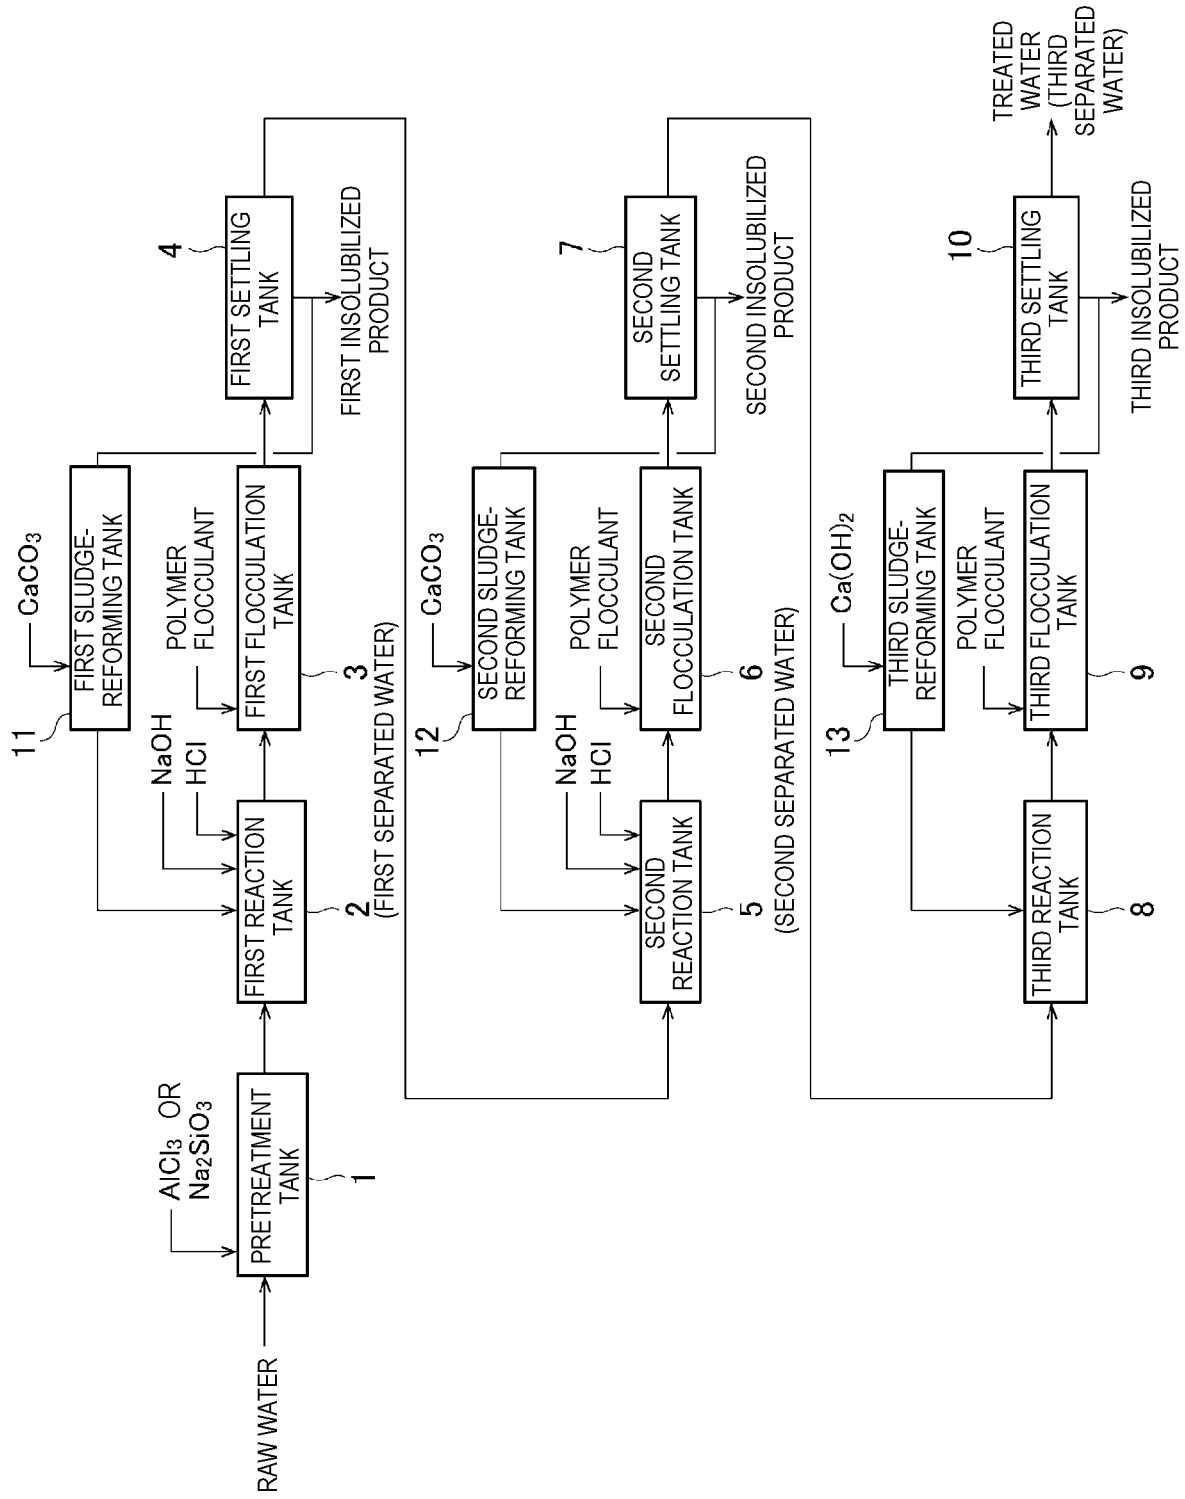 RAW WATER
AlCl3 OR
Na2SiO3
PRETREATMENT
TANK
1
NaOH
HCl
FIRST REACTION
TANK
2
CaCO3
FIRST SLUDGE-
REFORMING TANK
11
POLYMER
FLOCCULANT
FIRST FLOCCULATION
TANK
3
FIRST SETTLING
TANK
4
FIRST INSOLUBILIZED
PRODUCT
(FIRST SEPARATED WATER)
NaOH
HCl
SECOND
REACTION TANK
5
CaCO3
SECOND SLUDGE-
REFORMING TANK
12
POLYMER
FLOCCULANT
SECOND
FLOCCULATION TANK
6
SECOND
SETTLING TANK
7
SECOND INSOLUBILIZED
PRODUCT
(SECOND SEPARATED WATER)
THIRD REACTION
TANK
8
Ca(OH)2
THIRD SLUDGE-
REFORMING TANK
13
POLYMER
FLOCCULANT
THIRD FLOCCULATION
TANK
9
THIRD SETTLING
TANK
10
THIRD INSOLUBILIZED
PRODUCT
TREATED
WATER
(THIRD
SEPARATED
WATER)